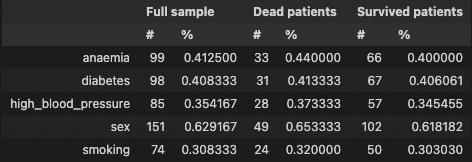 Full sample Dead patients Survived patients
# % # % # %
anaemia 99 0.412500 33 0.440000 66 0.400000
diabetes 98 0.408333 31 0.413333 67 0.406061
high_blood_pressure 85 0.354167 28 0.373333 57 0.345455
sex 151 0.629167 49 0.653333 102 0.618182
smoking 74 0.308333 24 0.320000 50 0.303030